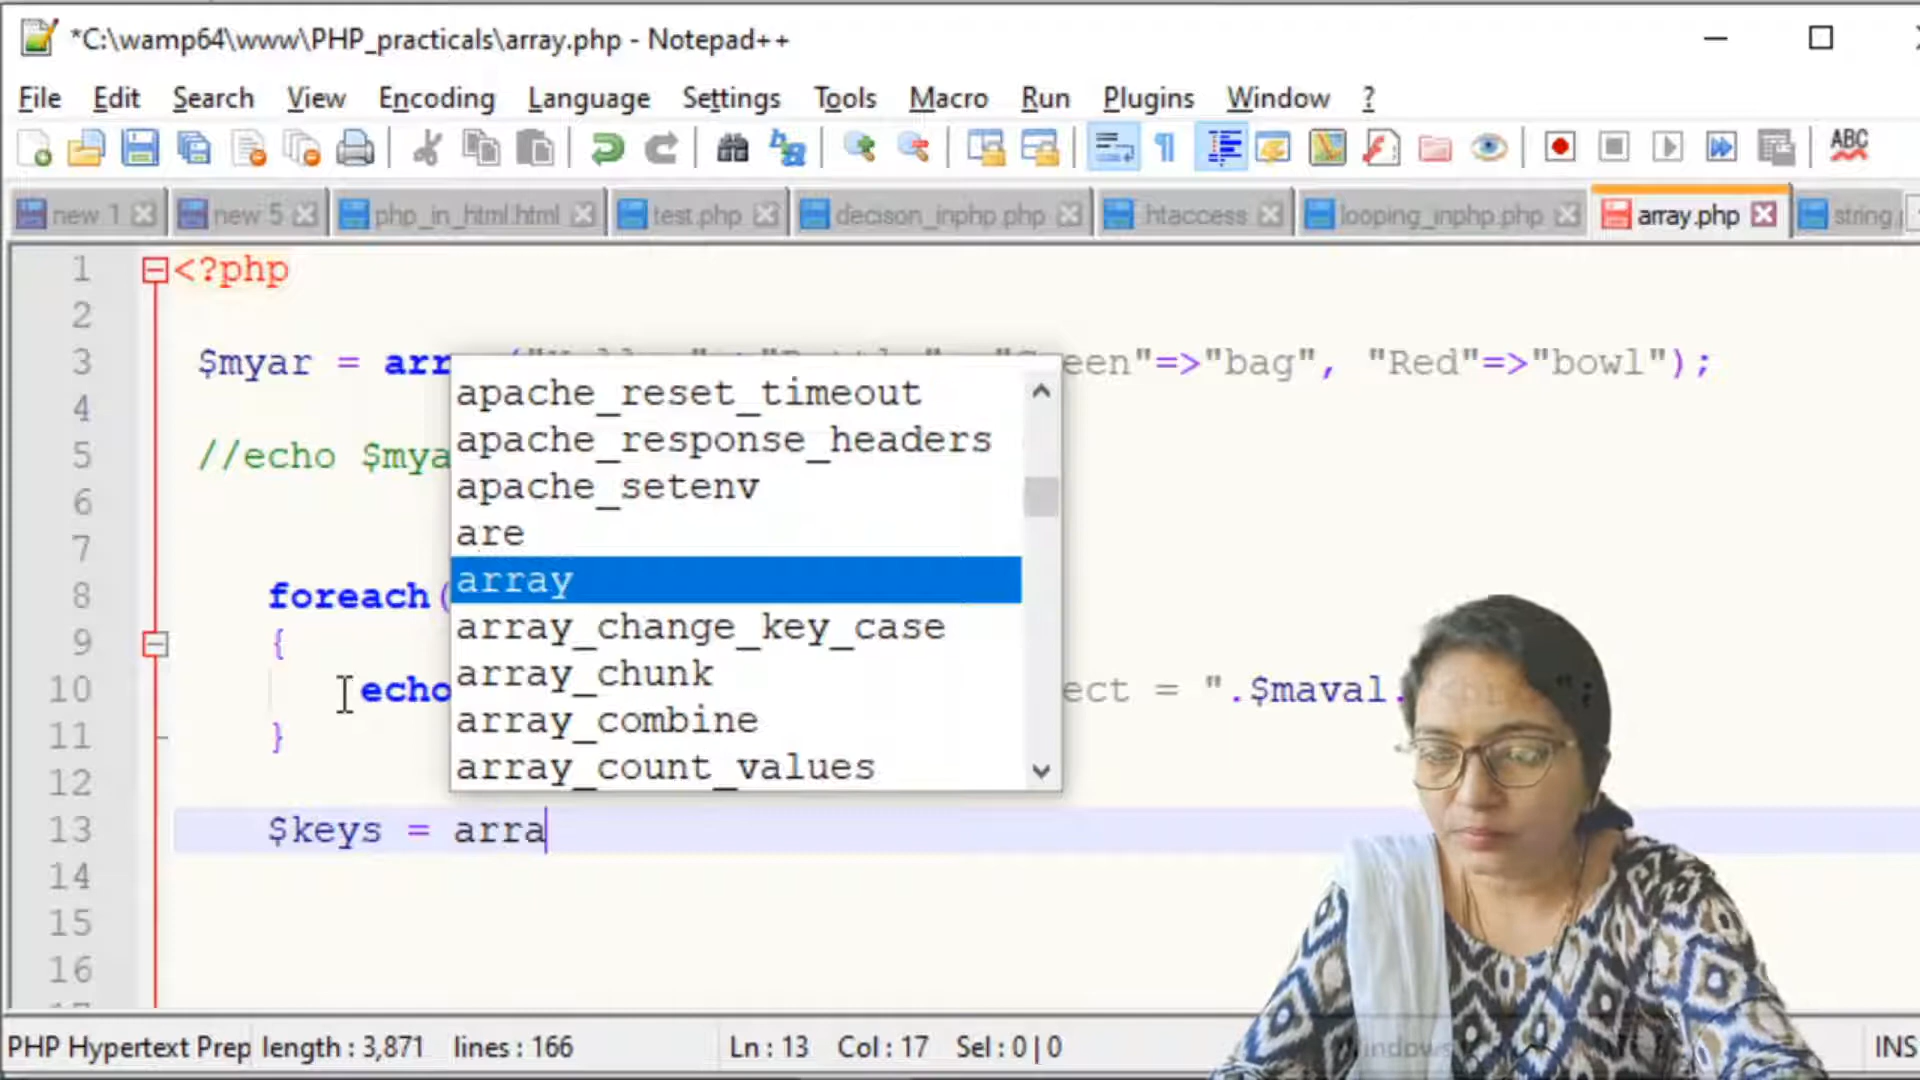 *C:\wamp64\www\PHP_practicals\array.php - Notepad++
File Edit Search View Encoding Language Settings Tools Macro Run Plugins Window ?
ABC
new 1 new 5 php_in_html.html test.php decison_inphp.php .htaccess looping_inphp.php array.php string.
1 <?php
2
3 $myar = arr een"=>"bag", "Red"=>"bowl");
4
5 //echo $mya
6
7
8 foreach(
9 {
10 echo ect = ".$maval. ";
11 }
12
13 $keys = arra
14
15
16
apache_reset_timeout
apache_response_headers
apache_setenv
are
array
array_change_key_case
array_chunk
array_combine
array_count_values
PHP Hypertext Prep length : 3,871 lines : 166 Ln : 13 Col : 17 Sel : 0 | 0 INS